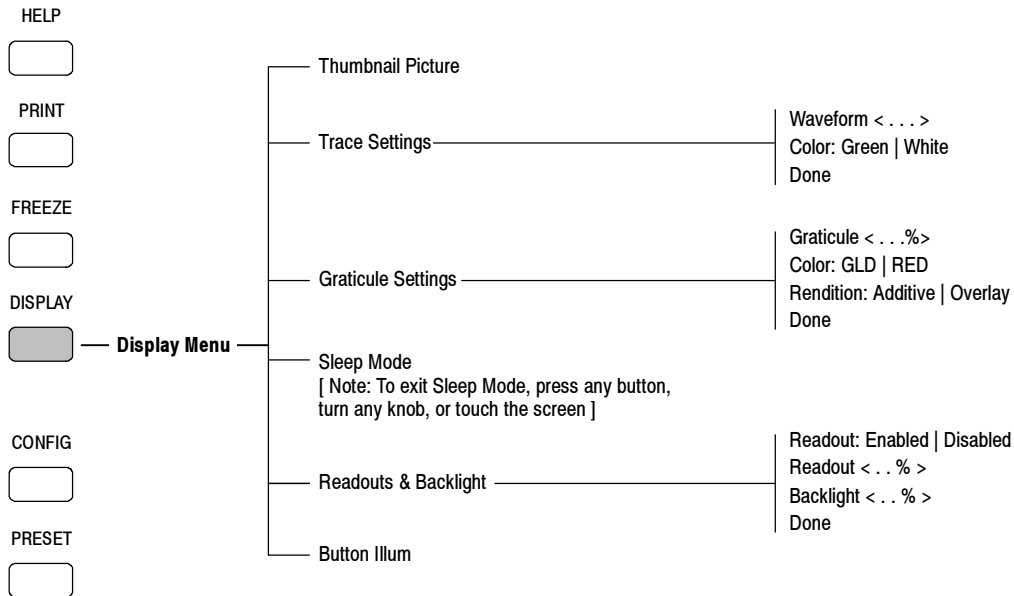 HELP
PRINT
FREEZE
DISPLAY
CONFIG
PRESET
Display Menu
Thumbnail Picture
Trace Settings
Waveform < . . . >
Color: Green | White
Done
Graticule Settings
Graticule < . . .%>
Color: GLD | RED
Rendition: Additive | Overlay
Done
Sleep Mode
[ Note: To exit Sleep Mode, press any button,
turn any knob, or touch the screen ]
Readouts & Backlight
Readout: Enabled | Disabled
Readout < . . % >
Backlight < . . % >
Done
Button Illum